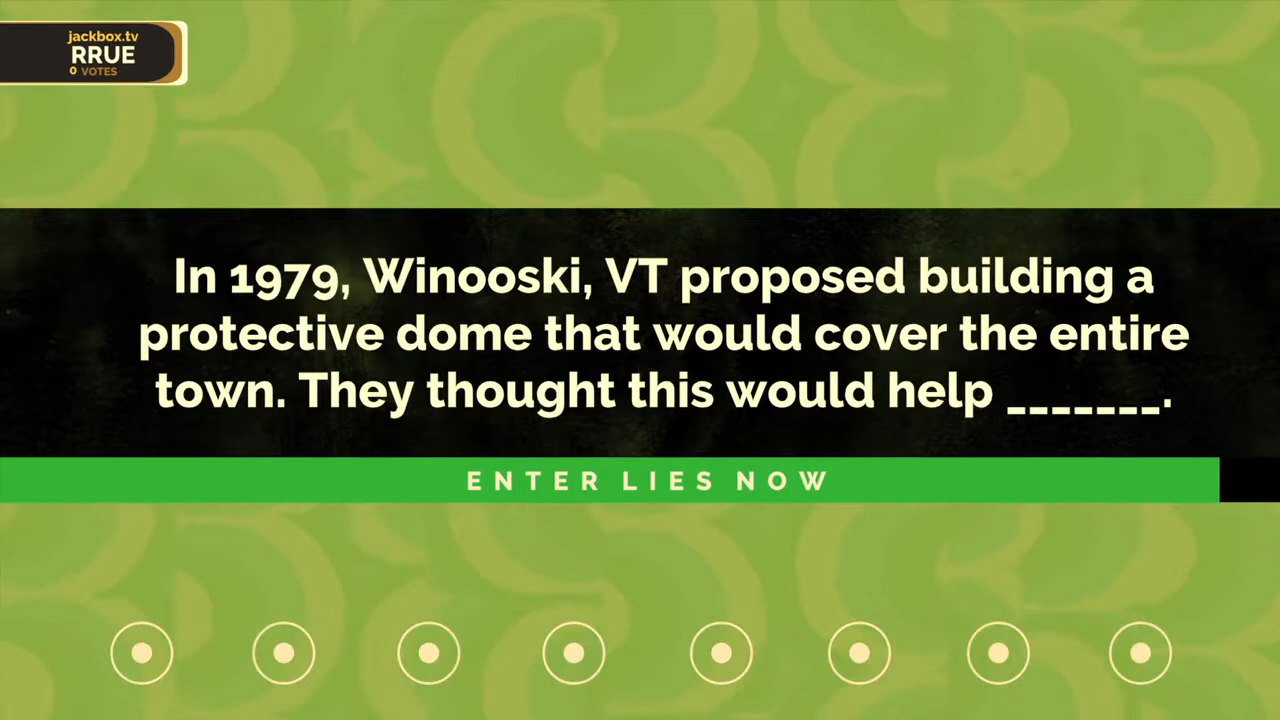 jackbox.tv
RRUE
0 VOTES
In 1979, Winooski, VT proposed building a
protective dome that would cover the entire
town. They thought this would help _______.
ENTER LIES NOW